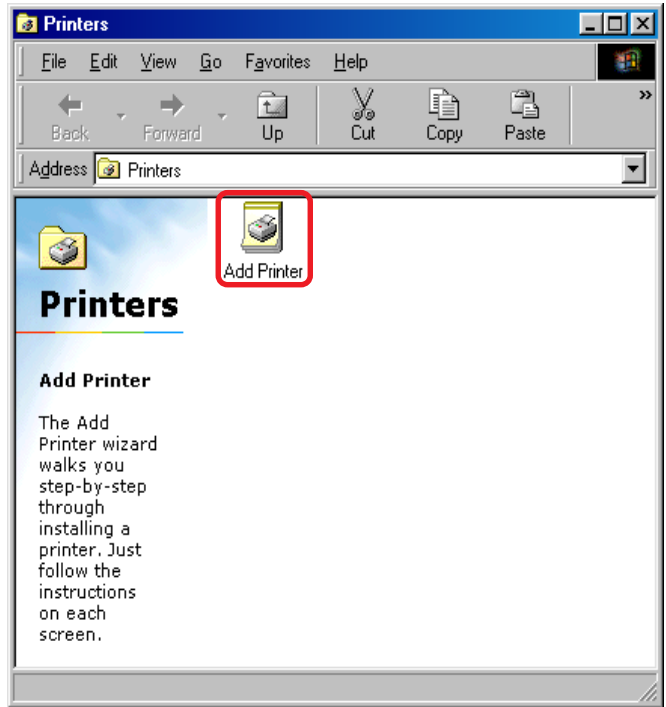 Printers
File Edit View Go Favorites Help
Back Forward Up Cut Copy Paste »
Address Printers
Add Printer
Printers
Add Printer
The Add
Printer wizard
walks you
step-by-step
through
installing a
printer. Just
follow the
instructions
on each
screen.